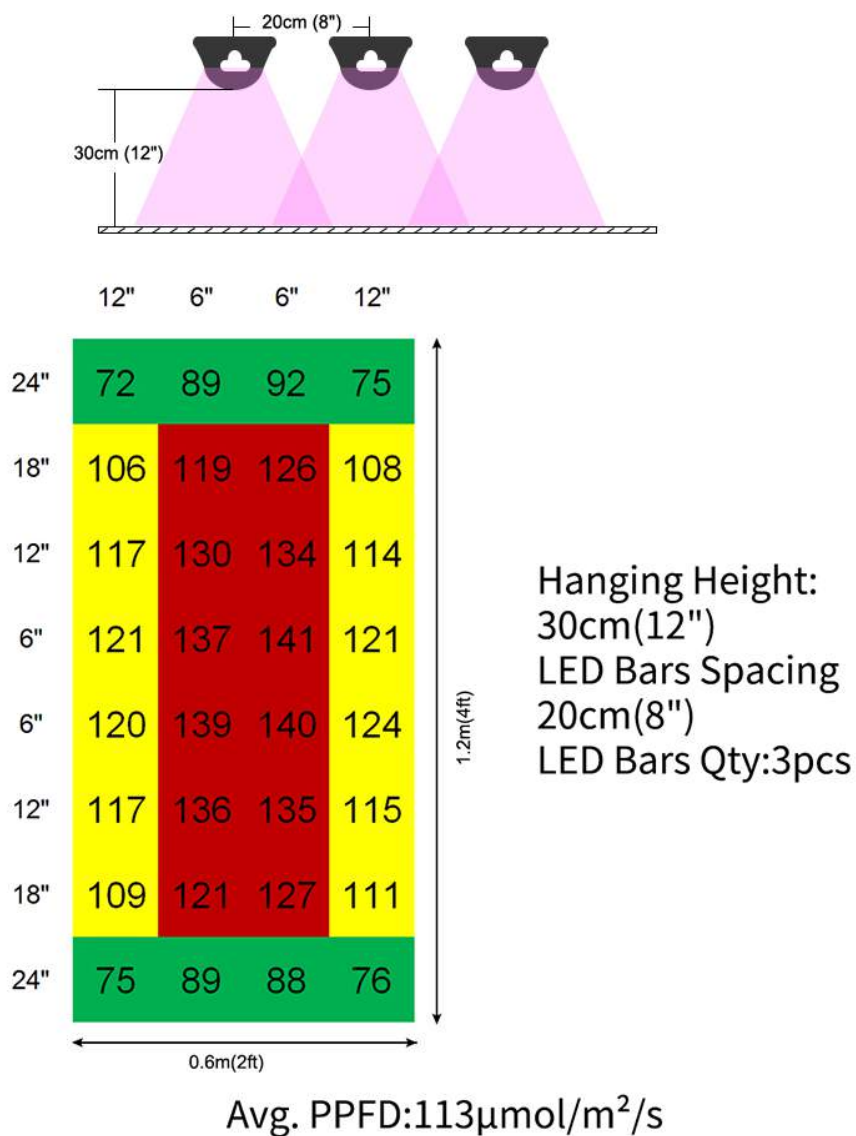 20cm (8")
30cm (12")
12" 6" 6" 12"
24" 72 89 92 75
18" 106 119 126 108
12" 117 130 134 114
6" 121 137 141 121
6" 120 139 140 124
12" 117 136 135 115
18" 109 121 127 111
24" 75 89 88 76
1.2m(4ft)
0.6m(2ft)
Hanging Height:
30cm(12")
LED Bars Spacing
20cm(8")
LED Bars Qty:3pcs
Avg. PPFD:113μmol/m²/s